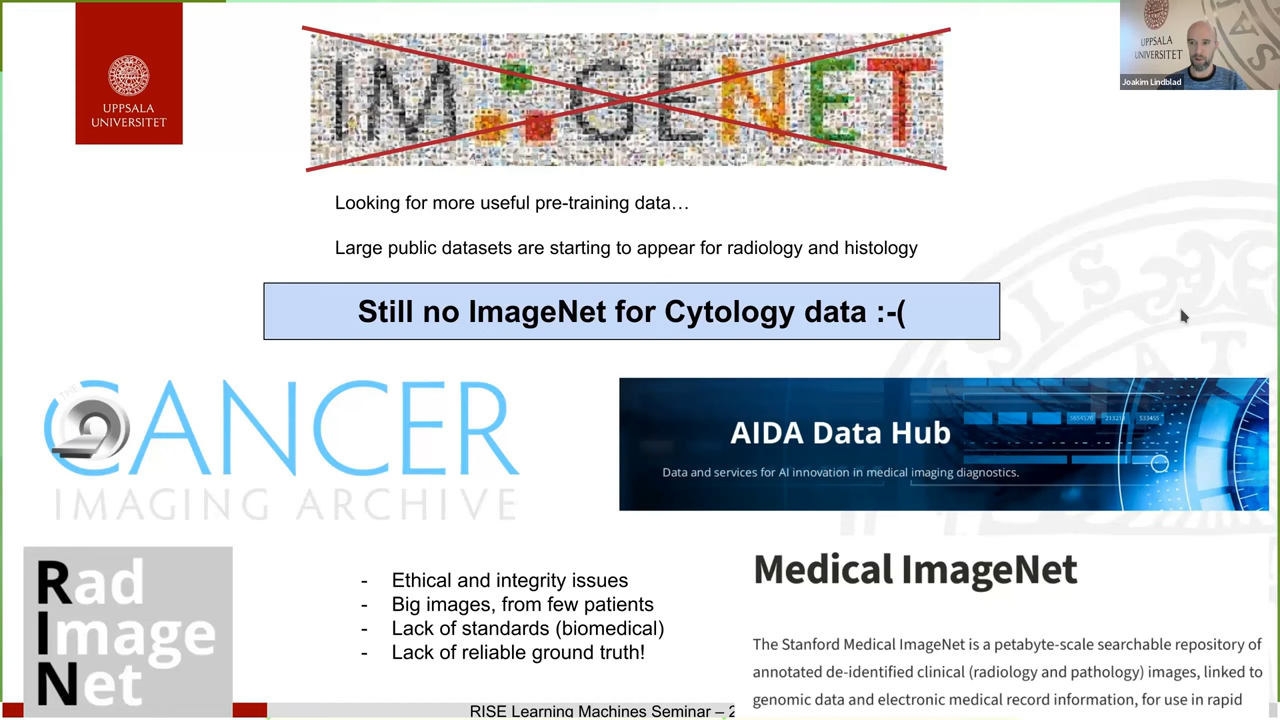 UPPSALA
UNIVERSITET
IMAGENET
UPPSALA
UNIVERSITET
Joakim Lindblad
Looking for more useful pre-training data…
Large public datasets are starting to appear for radiology and histology
Still no ImageNet for Cytology data :-(
THE
CANCER
IMAGING ARCHIVE
AIDA Data Hub
Data and services for AI innovation in medical imaging diagnostics.
Rad
Image
Net
- Ethical and integrity issues
- Big images, from few patients
- Lack of standards (biomedical)
- Lack of reliable ground truth!
Medical ImageNet
The Stanford Medical ImageNet is a petabyte-scale searchable repository of
annotated de-identified clinical (radiology and pathology) images, linked to
genomic data and electronic medical record information, for use in rapid
RISE Learning Machines Seminar – 2